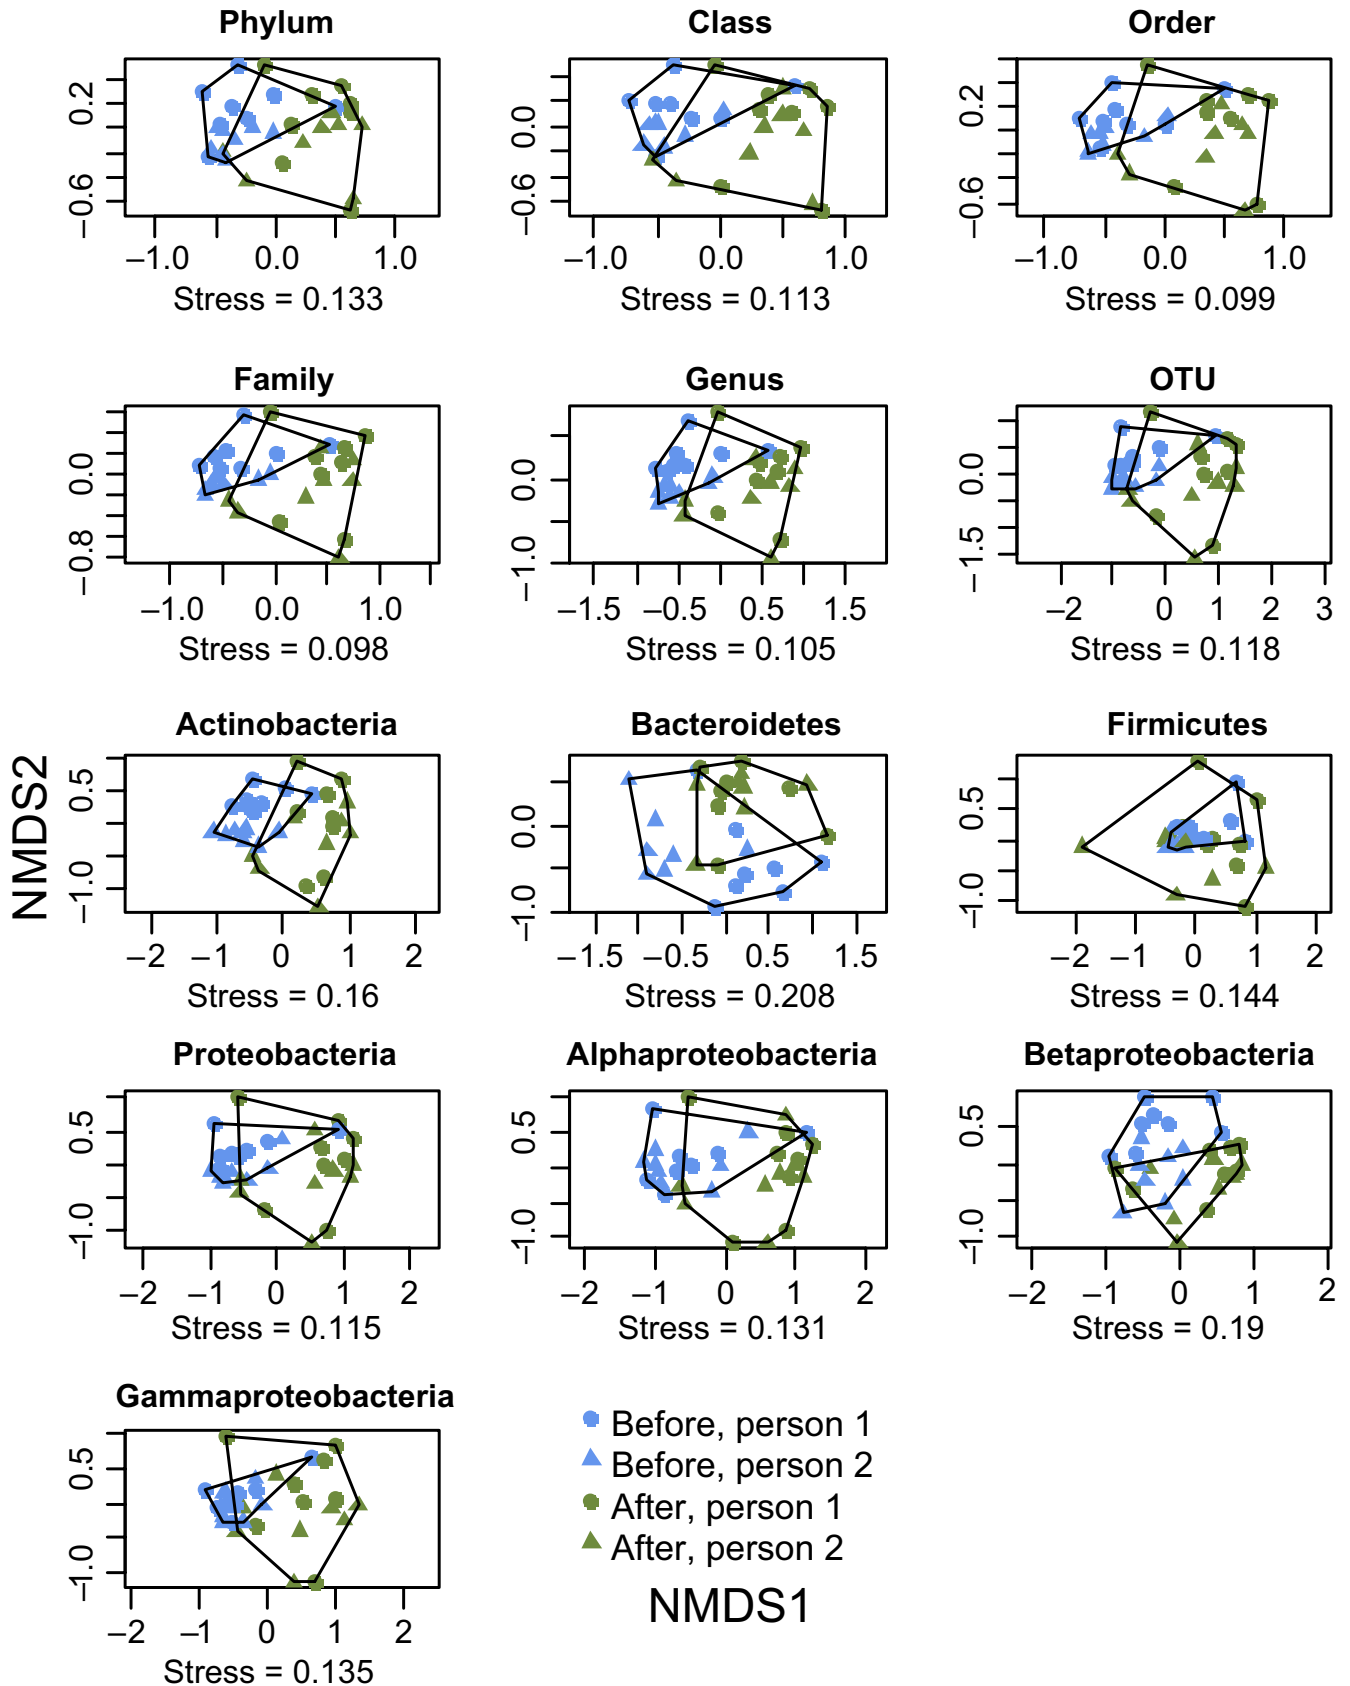 Phylum Class Order
0.2 −0.6 0.0 −0.6 0.2 −0.6
−1.0 0.0 1.0 −1.0 0.0 1.0 −1.0 0.0 1.0
Stress = 0.133 Stress = 0.113 Stress = 0.099
Family Genus OTU
0.0 −0.8 0.0 −1.0 0.0 −1.5
−1.0 0.0 1.0 −1.5 −0.5 0.5 1.5 −2 0 1 2 3
Stress = 0.098 Stress = 0.105 Stress = 0.118
NMDS2
Actinobacteria Bacteroidetes Firmicutes
0.5 −1.0 0.0 −1.0 0.5 −1.0
−2 −1 0 1 2 −1.5 −0.5 0.5 1.5 −2 −1 0 1 2
Stress = 0.16 Stress = 0.208 Stress = 0.144
Proteobacteria Alphaproteobacteria Betaproteobacteria
0.5 −1.0 0.5 −1.0 0.5 −1.0
−2 −1 0 1 2 −2 −1 0 1 2 −2 −1 0 1 2
Stress = 0.115 Stress = 0.131 Stress = 0.19
Gammaproteobacteria
0.5 −1.0
−2 −1 0 1 2
Stress = 0.135
Before, person 1
Before, person 2
After, person 1
After, person 2
NMDS1